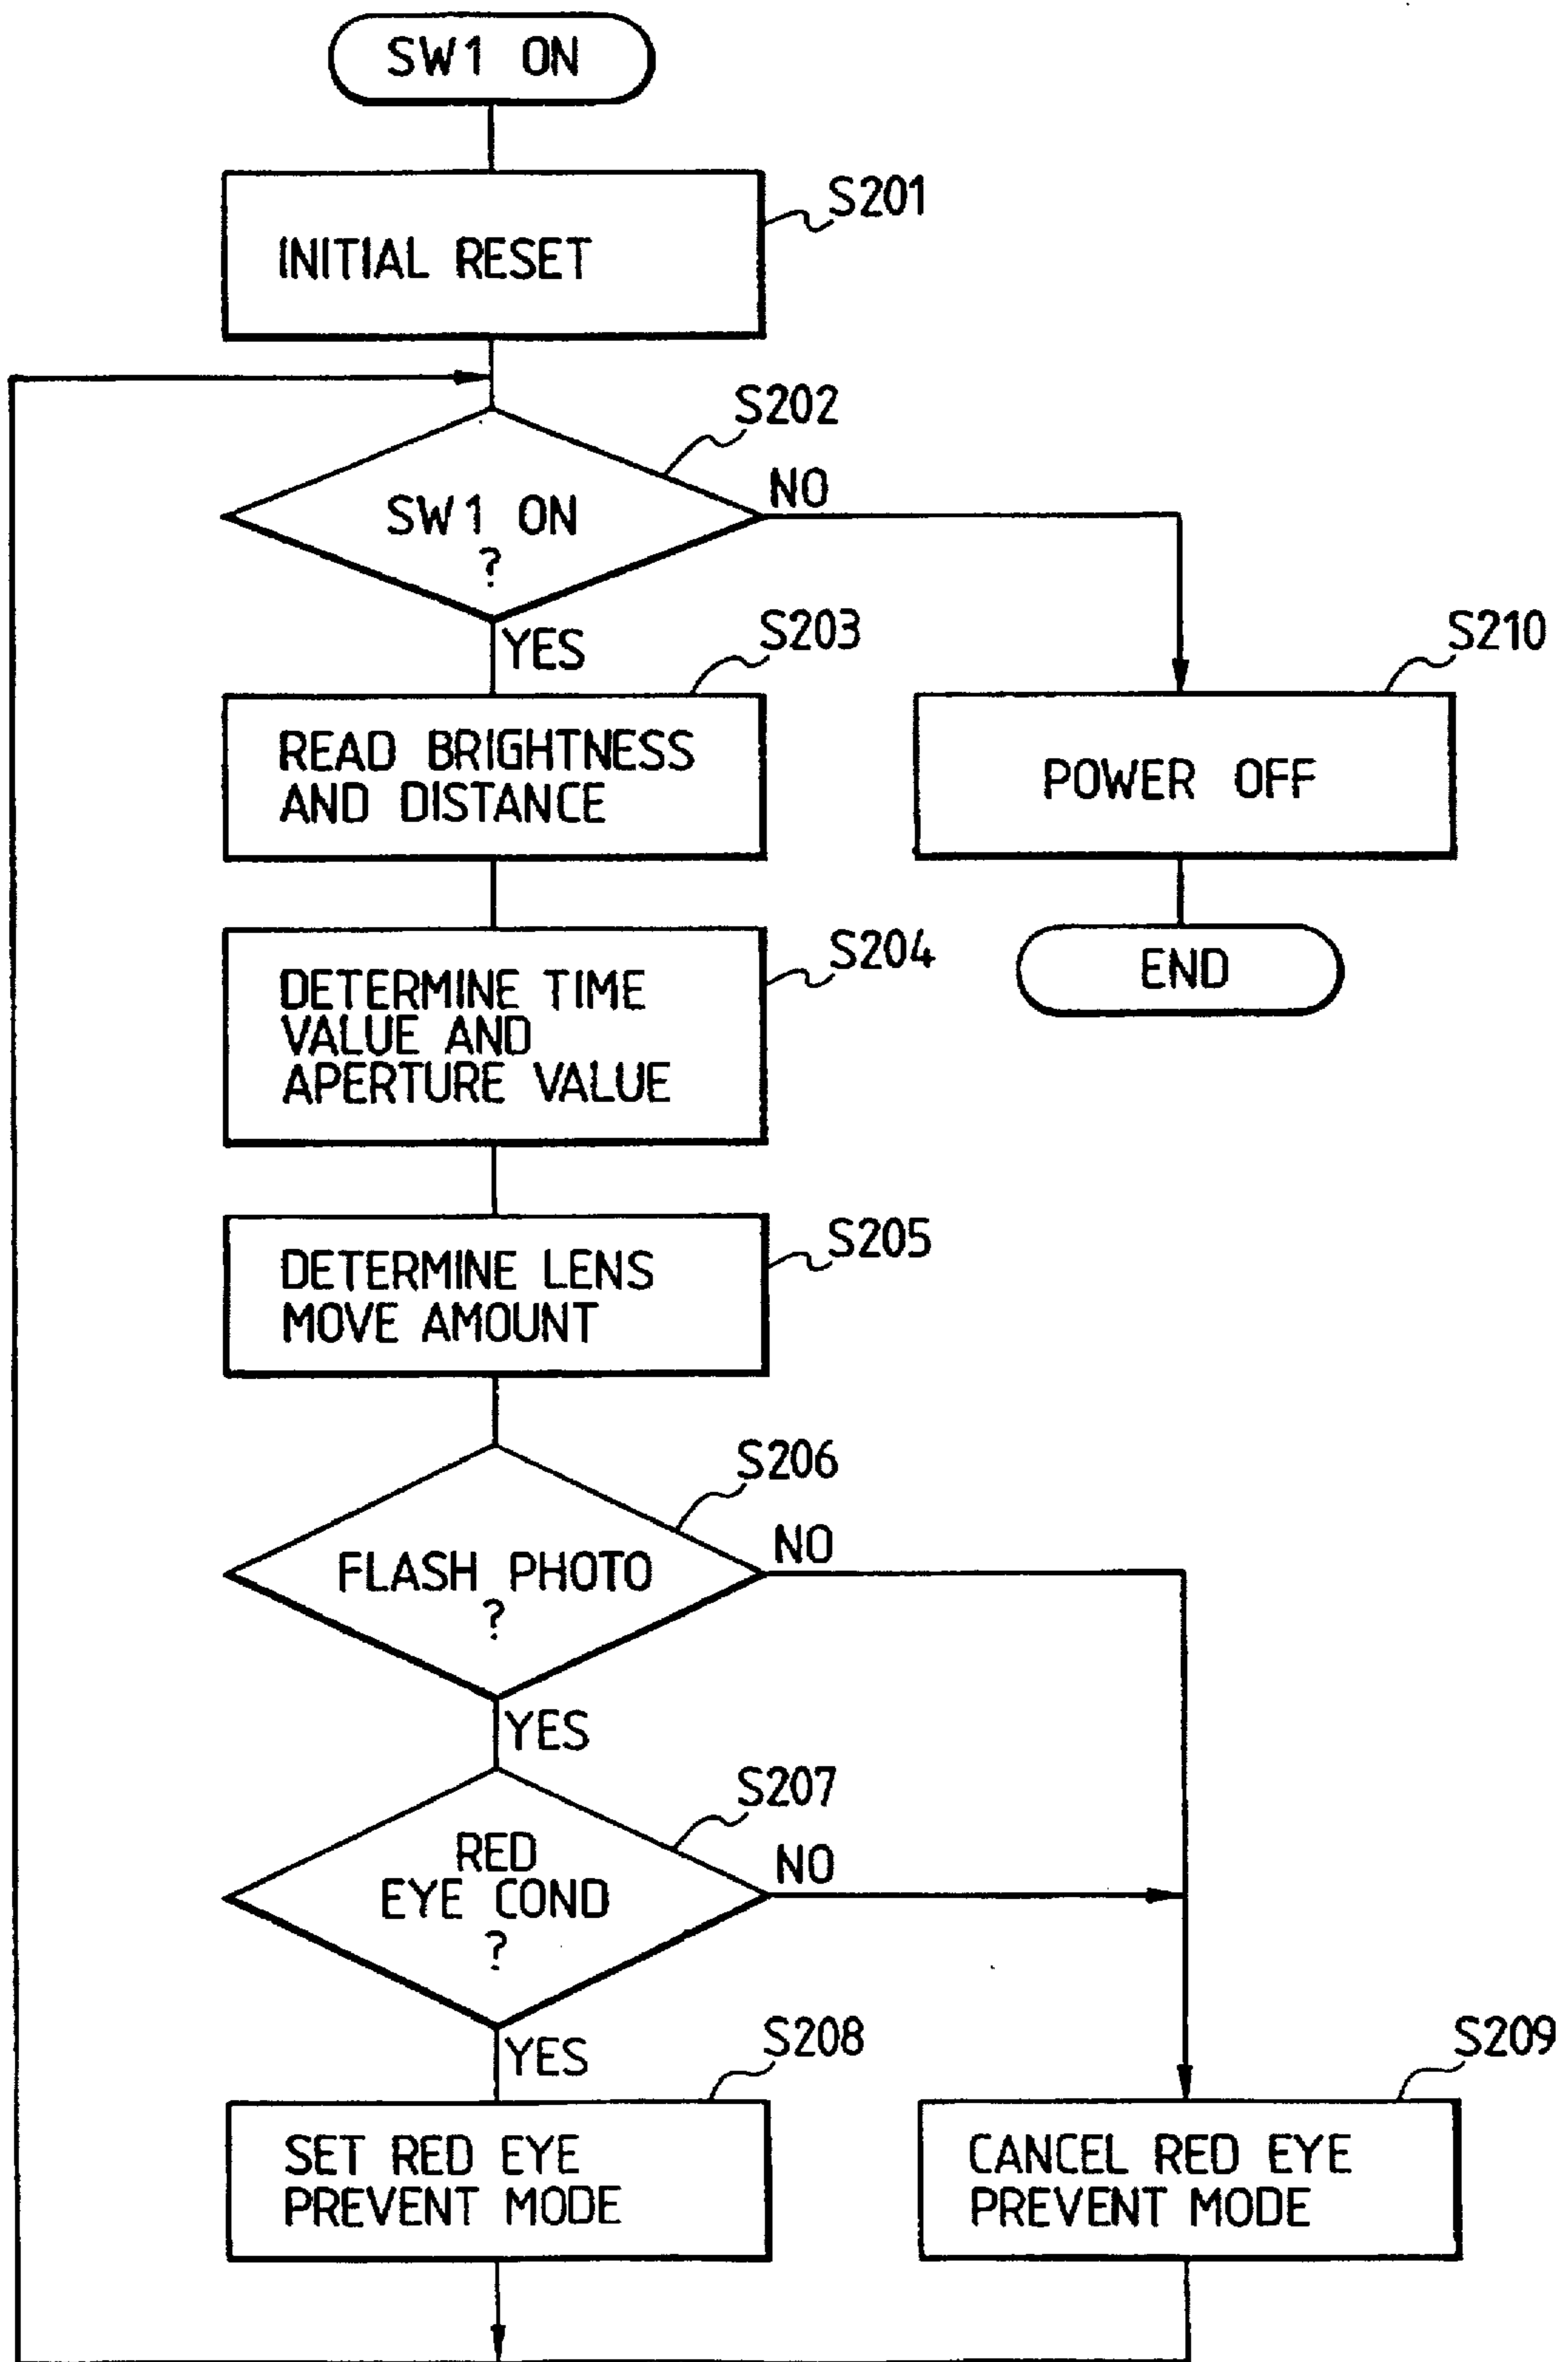 SW1 ON
S201
INITIAL RESET
S202
SW1 ON
?
NO
YES
S203
READ BRIGHTNESS
AND DISTANCE
S210
POWER OFF
S204
DETERMINE TIME
VALUE AND
APERTURE VALUE
END
S205
DETERMINE LENS
MOVE AMOUNT
S206
FLASH PHOTO
?
NO
YES
S207
RED
EYE COND
?
NO
YES
S208
SET RED EYE
PREVENT MODE
S209
CANCEL RED EYE
PREVENT MODE